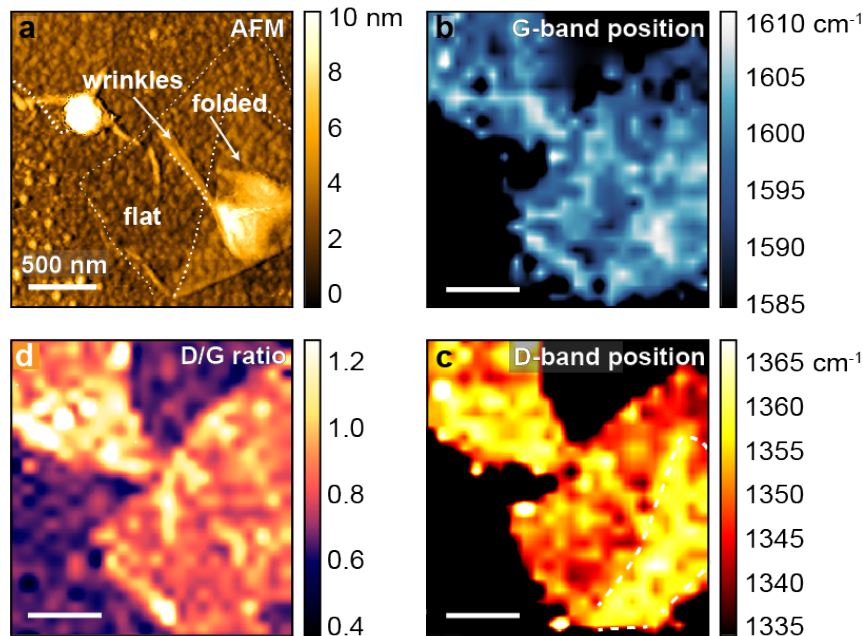 a
AFM
wrinkles
folded
flat
500 nm
10 nm
8
6
4
2
0
b
G-band position
1610 cm⁻¹
1605
1600
1595
1590
1585
d
D/G ratio
1.2
1.0
0.8
0.6
0.4
c
D-band position
1365 cm⁻¹
1360
1355
1350
1345
1340
1335